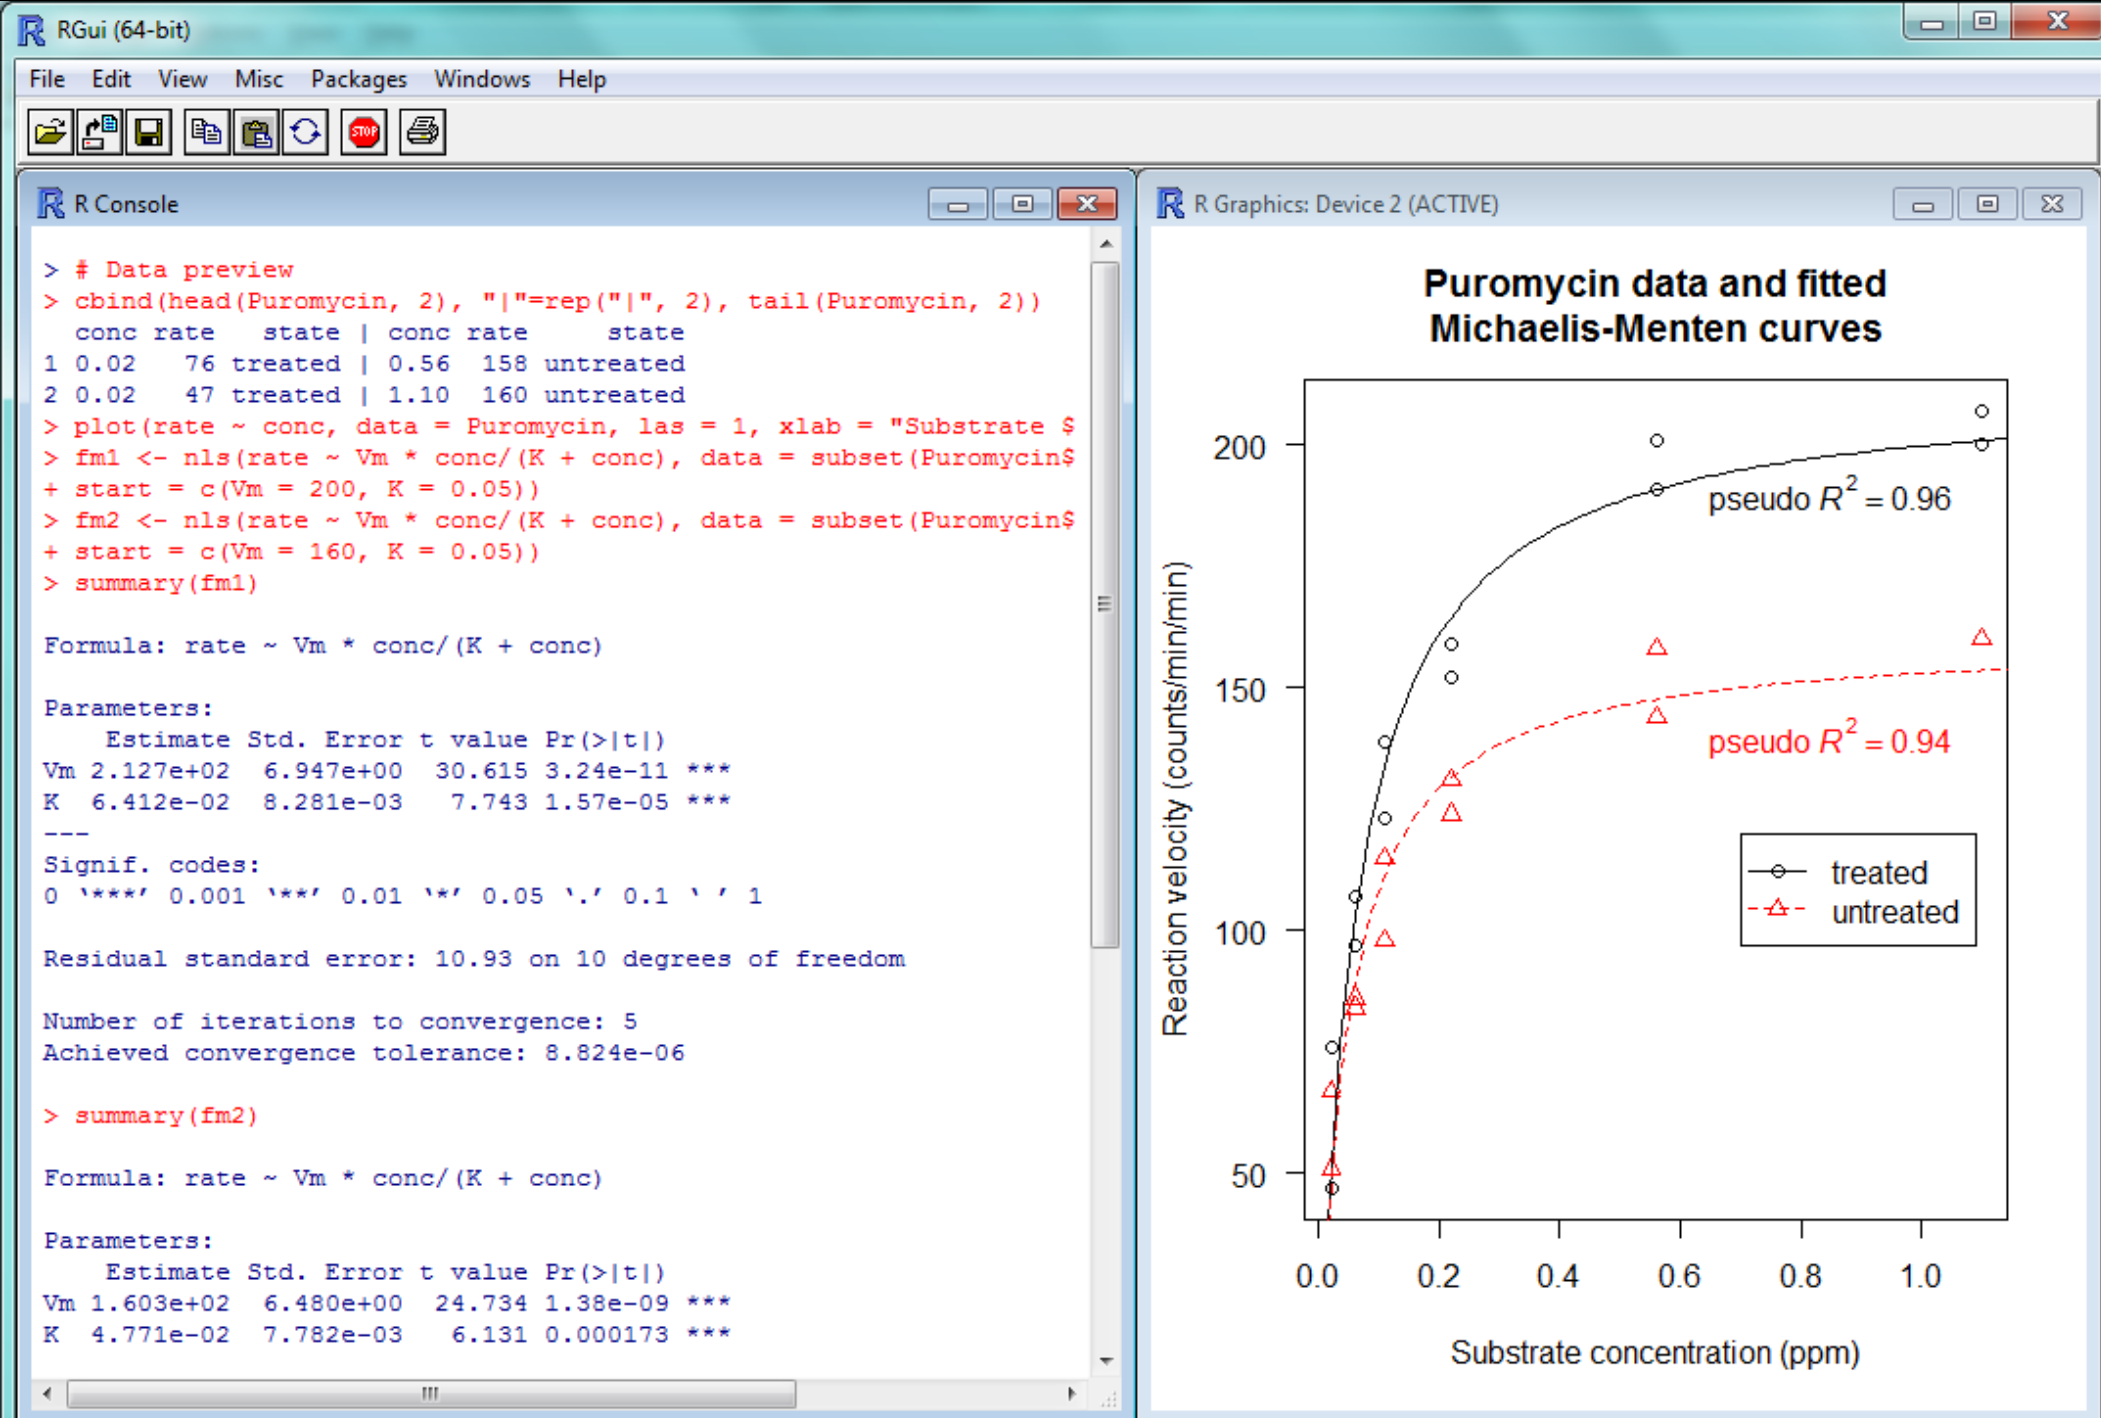 RGui (64-bit)
File Edit View Misc Packages Windows Help
STOP
R Console
> # Data preview
> cbind(head(Puromycin, 2), "|"=rep("|", 2), tail(Puromycin, 2))
  conc rate   state | conc rate     state
1 0.02   76 treated | 0.56  158 untreated
2 0.02   47 treated | 1.10  160 untreated
> plot(rate ~ conc, data = Puromycin, las = 1, xlab = "Substrate $
> fm1 <- nls(rate ~ Vm * conc/(K + conc), data = subset(Puromycin$
+ start = c(Vm = 200, K = 0.05))
> fm2 <- nls(rate ~ Vm * conc/(K + conc), data = subset(Puromycin$
+ start = c(Vm = 160, K = 0.05))
> summary(fm1)
Formula: rate ~ Vm * conc/(K + conc)
Parameters:
    Estimate Std. Error t value Pr(>|t|)
Vm 2.127e+02  6.947e+00  30.615 3.24e-11 ***
K  6.412e-02  8.281e-03   7.743 1.57e-05 ***
---
Signif. codes:
0 ‘***’ 0.001 ‘**’ 0.01 ‘*’ 0.05 ‘.’ 0.1 ‘ ’ 1
Residual standard error: 10.93 on 10 degrees of freedom
Number of iterations to convergence: 5
Achieved convergence tolerance: 8.824e-06
> summary(fm2)
Formula: rate ~ Vm * conc/(K + conc)
Parameters:
    Estimate Std. Error t value Pr(>|t|)
Vm 1.603e+02  6.480e+00  24.734 1.38e-09 ***
K  4.771e-02  7.782e-03   6.131 0.000173 ***
R Graphics: Device 2 (ACTIVE)
Puromycin data and fitted
Michaelis-Menten curves
Reaction velocity (counts/min/min)
200
150
100
50
pseudo R² = 0.96
pseudo R² = 0.94
treated
untreated
0.0 0.2 0.4 0.6 0.8 1.0
Substrate concentration (ppm)